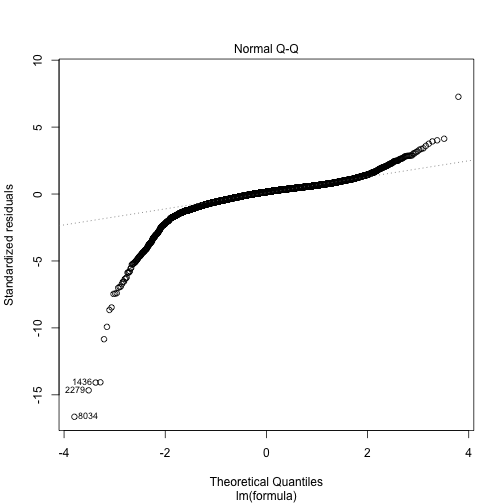 Normal Q-Q
10
5
0
-5
-10
-15
Standardized residuals
1436
2279
8034
-4 -2 0 2 4
Theoretical Quantiles
lm(formula)